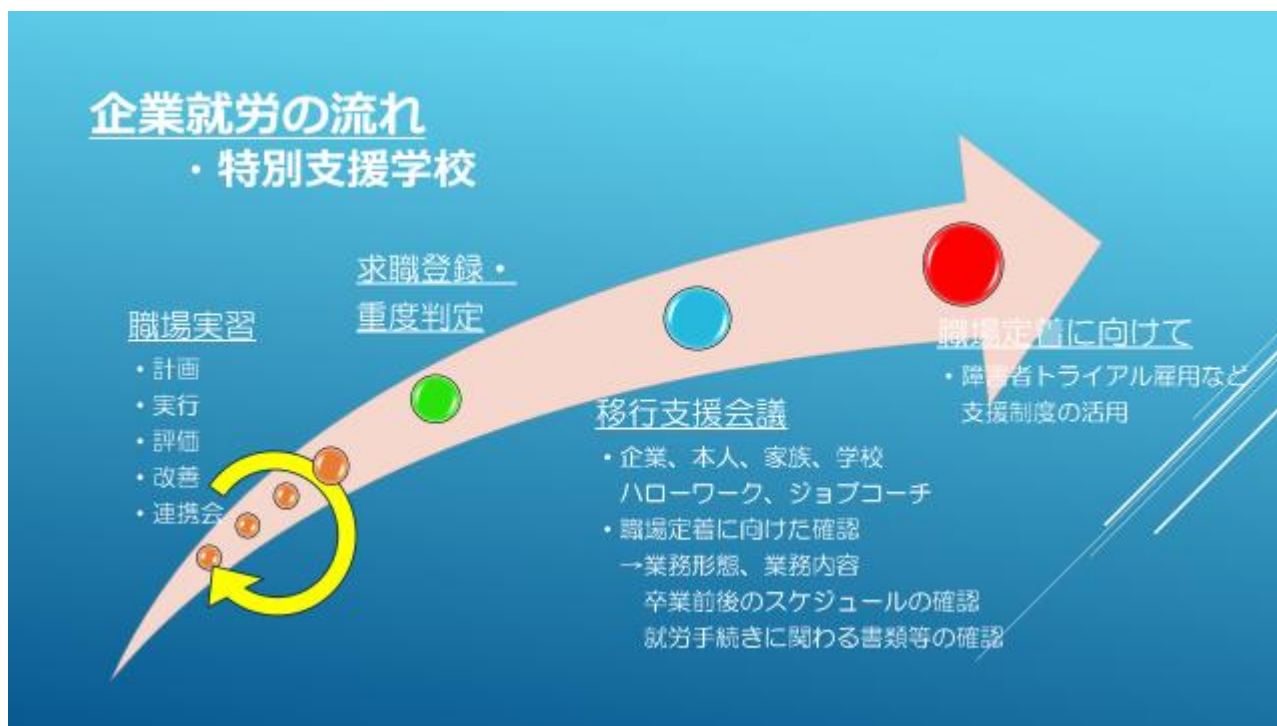 企業就労の流れ
・特別支援学校
求職登録・
重度判定
職場実習
・計画
・実行
・評価
・改善
・連携会
職場定着に向けて
・障害者トライアル雇用など
支援制度の活用
移行支援会議
・企業、本人、家族、学校
ハローワーク、ジョブコーチ
・職場定着に向けた確認
→業務形態、業務内容
卒業前後のスケジュールの確認
就労手続きに関わる書類等の確認